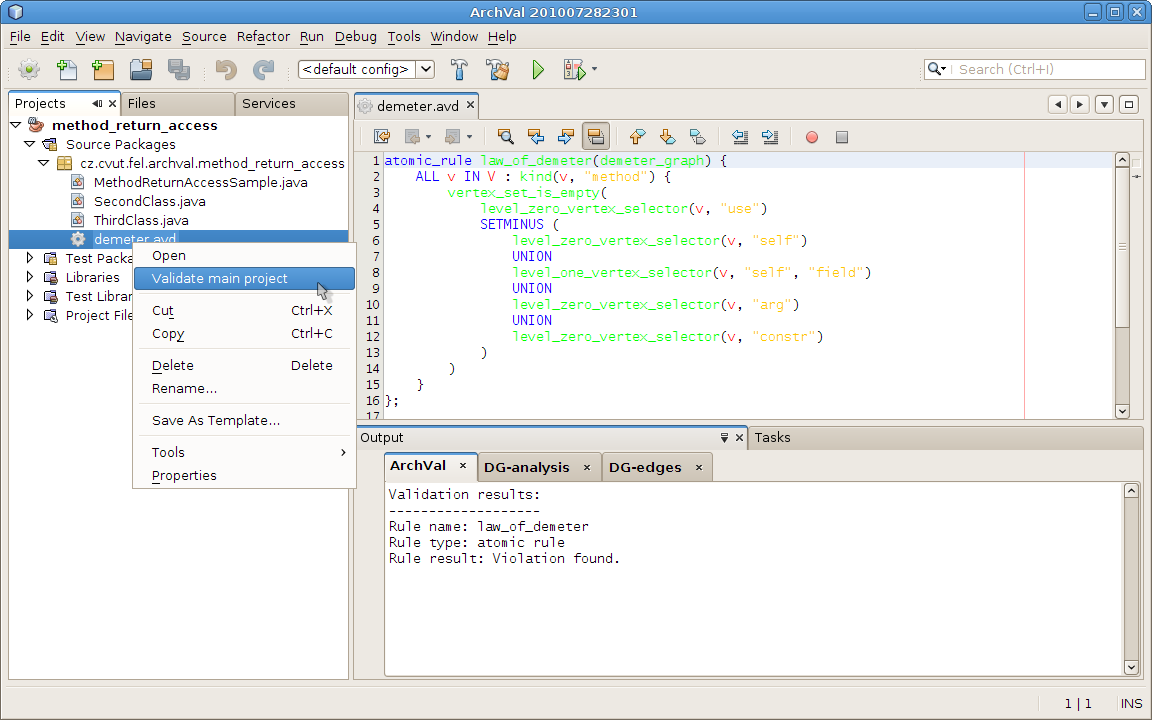 ArchVal 201007282301
File Edit View Navigate Source Refactor Run Debug Tools Window Help
<default config>
Search (Ctrl+I)
Projects
Files
Services
method_return_access
Source Packages
cz.cvut.fel.archval.method_return_access
MethodReturnAccessSample.java
SecondClass.java
ThirdClass.java
demeter.avd
Test Packa
Libraries
Test Librar
Project File
Open
Validate main project
Cut Ctrl+X
Copy Ctrl+C
Delete Delete
Rename...
Save As Template...
Tools
Properties
demeter.avd
1 atomic_rule law_of_demeter(demeter_graph) {
2 ALL v IN V : kind(v, "method") {
3 vertex_set_is_empty(
4 level_zero_vertex_selector(v, "use")
5 SETMINUS (
6 level_zero_vertex_selector(v, "self")
7 UNION
8 level_one_vertex_selector(v, "self", "field")
9 UNION
10 level_zero_vertex_selector(v, "arg")
11 UNION
12 level_zero_vertex_selector(v, "constr")
13 )
14 )
15 }
16 };
17
Output
Tasks
ArchVal
DG-analysis
DG-edges
Validation results:
-------------------
Rule name: law_of_demeter
Rule type: atomic rule
Rule result: Violation found.
1 | 1 INS